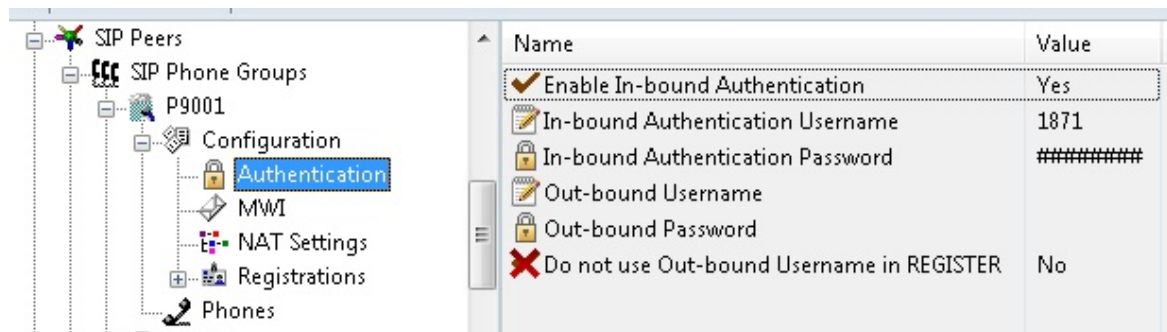 SIP Peers
SIP Phone Groups
P9001
Configuration
Authentication
MWI
NAT Settings
Registrations
Phones
Name Value
Enable In-bound Authentication Yes
In-bound Authentication Username 1871
In-bound Authentication Password ##########
Out-bound Username
Out-bound Password
Do not use Out-bound Username in REGISTER No